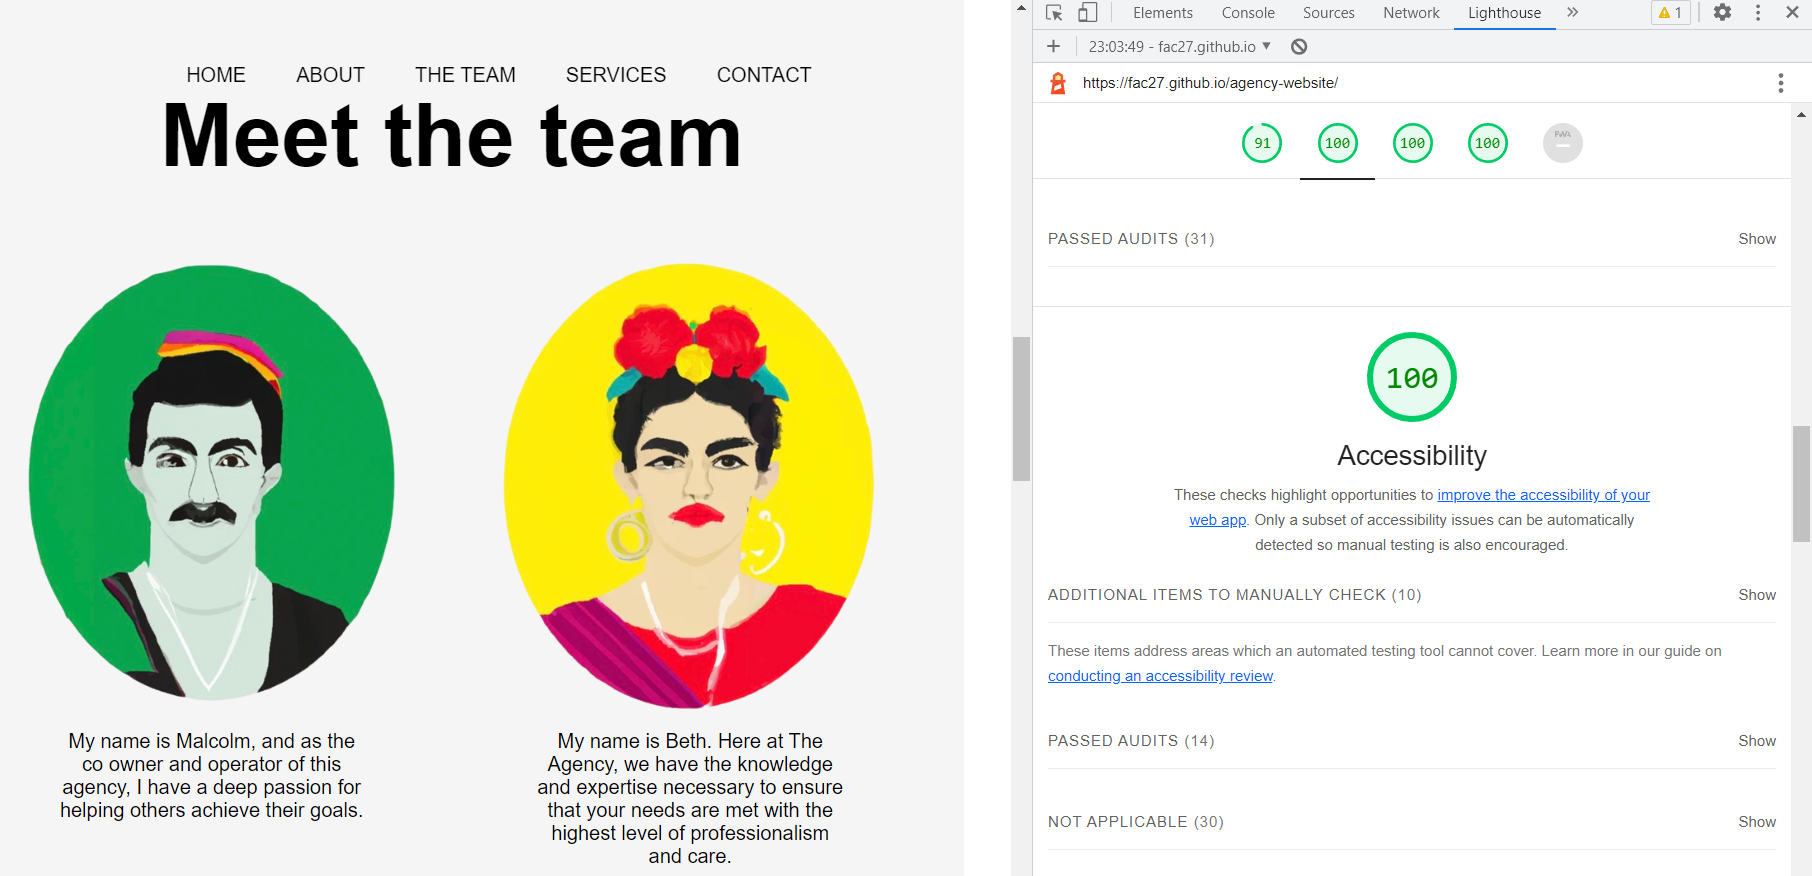 HOME ABOUT THE TEAM SERVICES CONTACT
Meet the team
My name is Malcolm, and as the
co owner and operator of this
agency, I have a deep passion for
helping others achieve their goals.
My name is Beth. Here at The
Agency, we have the knowledge
and expertise necessary to ensure
that your needs are met with the
highest level of professionalism
and care.
Elements Console Sources Network Lighthouse 1
23:03:49 - fac27.github.io
https://fac27.github.io/agency-website/
91 100 100 100 PWA
PASSED AUDITS (31) Show
100
Accessibility
These checks highlight opportunities to improve the accessibility of your
web app. Only a subset of accessibility issues can be automatically
detected so manual testing is also encouraged.
ADDITIONAL ITEMS TO MANUALLY CHECK (10) Show
These items address areas which an automated testing tool cannot cover. Learn more in our guide on
conducting an accessibility review.
PASSED AUDITS (14) Show
NOT APPLICABLE (30) Show